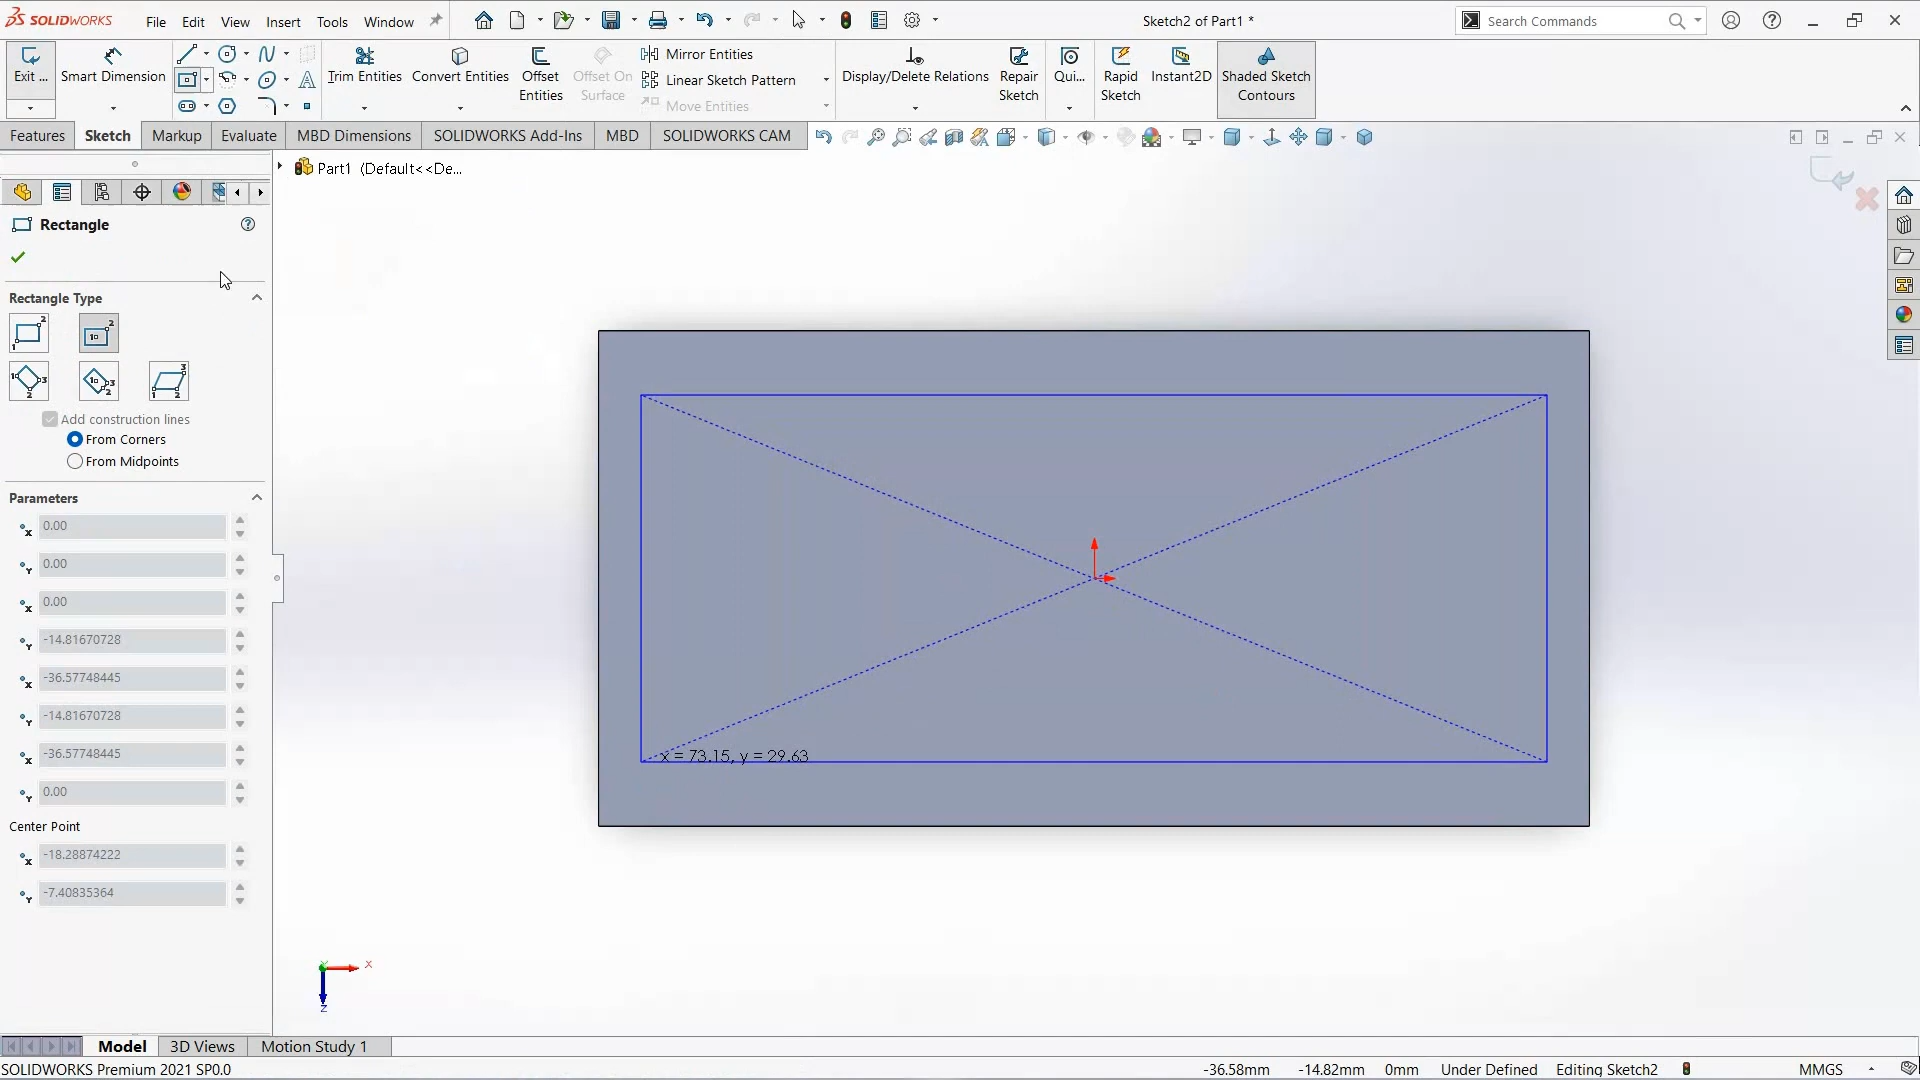 SOLIDWORKS File Edit View Insert Tools Window
Sketch2 of Part1 *
Search Commands
Exit ...
Smart Dimension
Trim Entities
Convert Entities
Offset
Entities
Offset On
Surface
Mirror Entities
Linear Sketch Pattern
Move Entities
Display/Delete Relations
Repair
Sketch
Qui...
Rapid
Sketch
Instant2D
Shaded Sketch
Contours
Features Sketch Markup Evaluate MBD Dimensions SOLIDWORKS Add-Ins MBD SOLIDWORKS CAM
Part1 (Default<<De...
Rectangle
Rectangle Type
Add construction lines
From Corners
From Midpoints
Parameters
0.00
0.00
0.00
-14.81670728
-36.57748445
-14.81670728
-36.57748445
0.00
Center Point
-18.28874222
-7.40835364
x = 73.15, y = 29.63
X
Y
Z
Model 3D Views Motion Study 1
SOLIDWORKS Premium 2021 SP0.0
-36.58mm -14.82mm 0mm Under Defined Editing Sketch2 MMGS